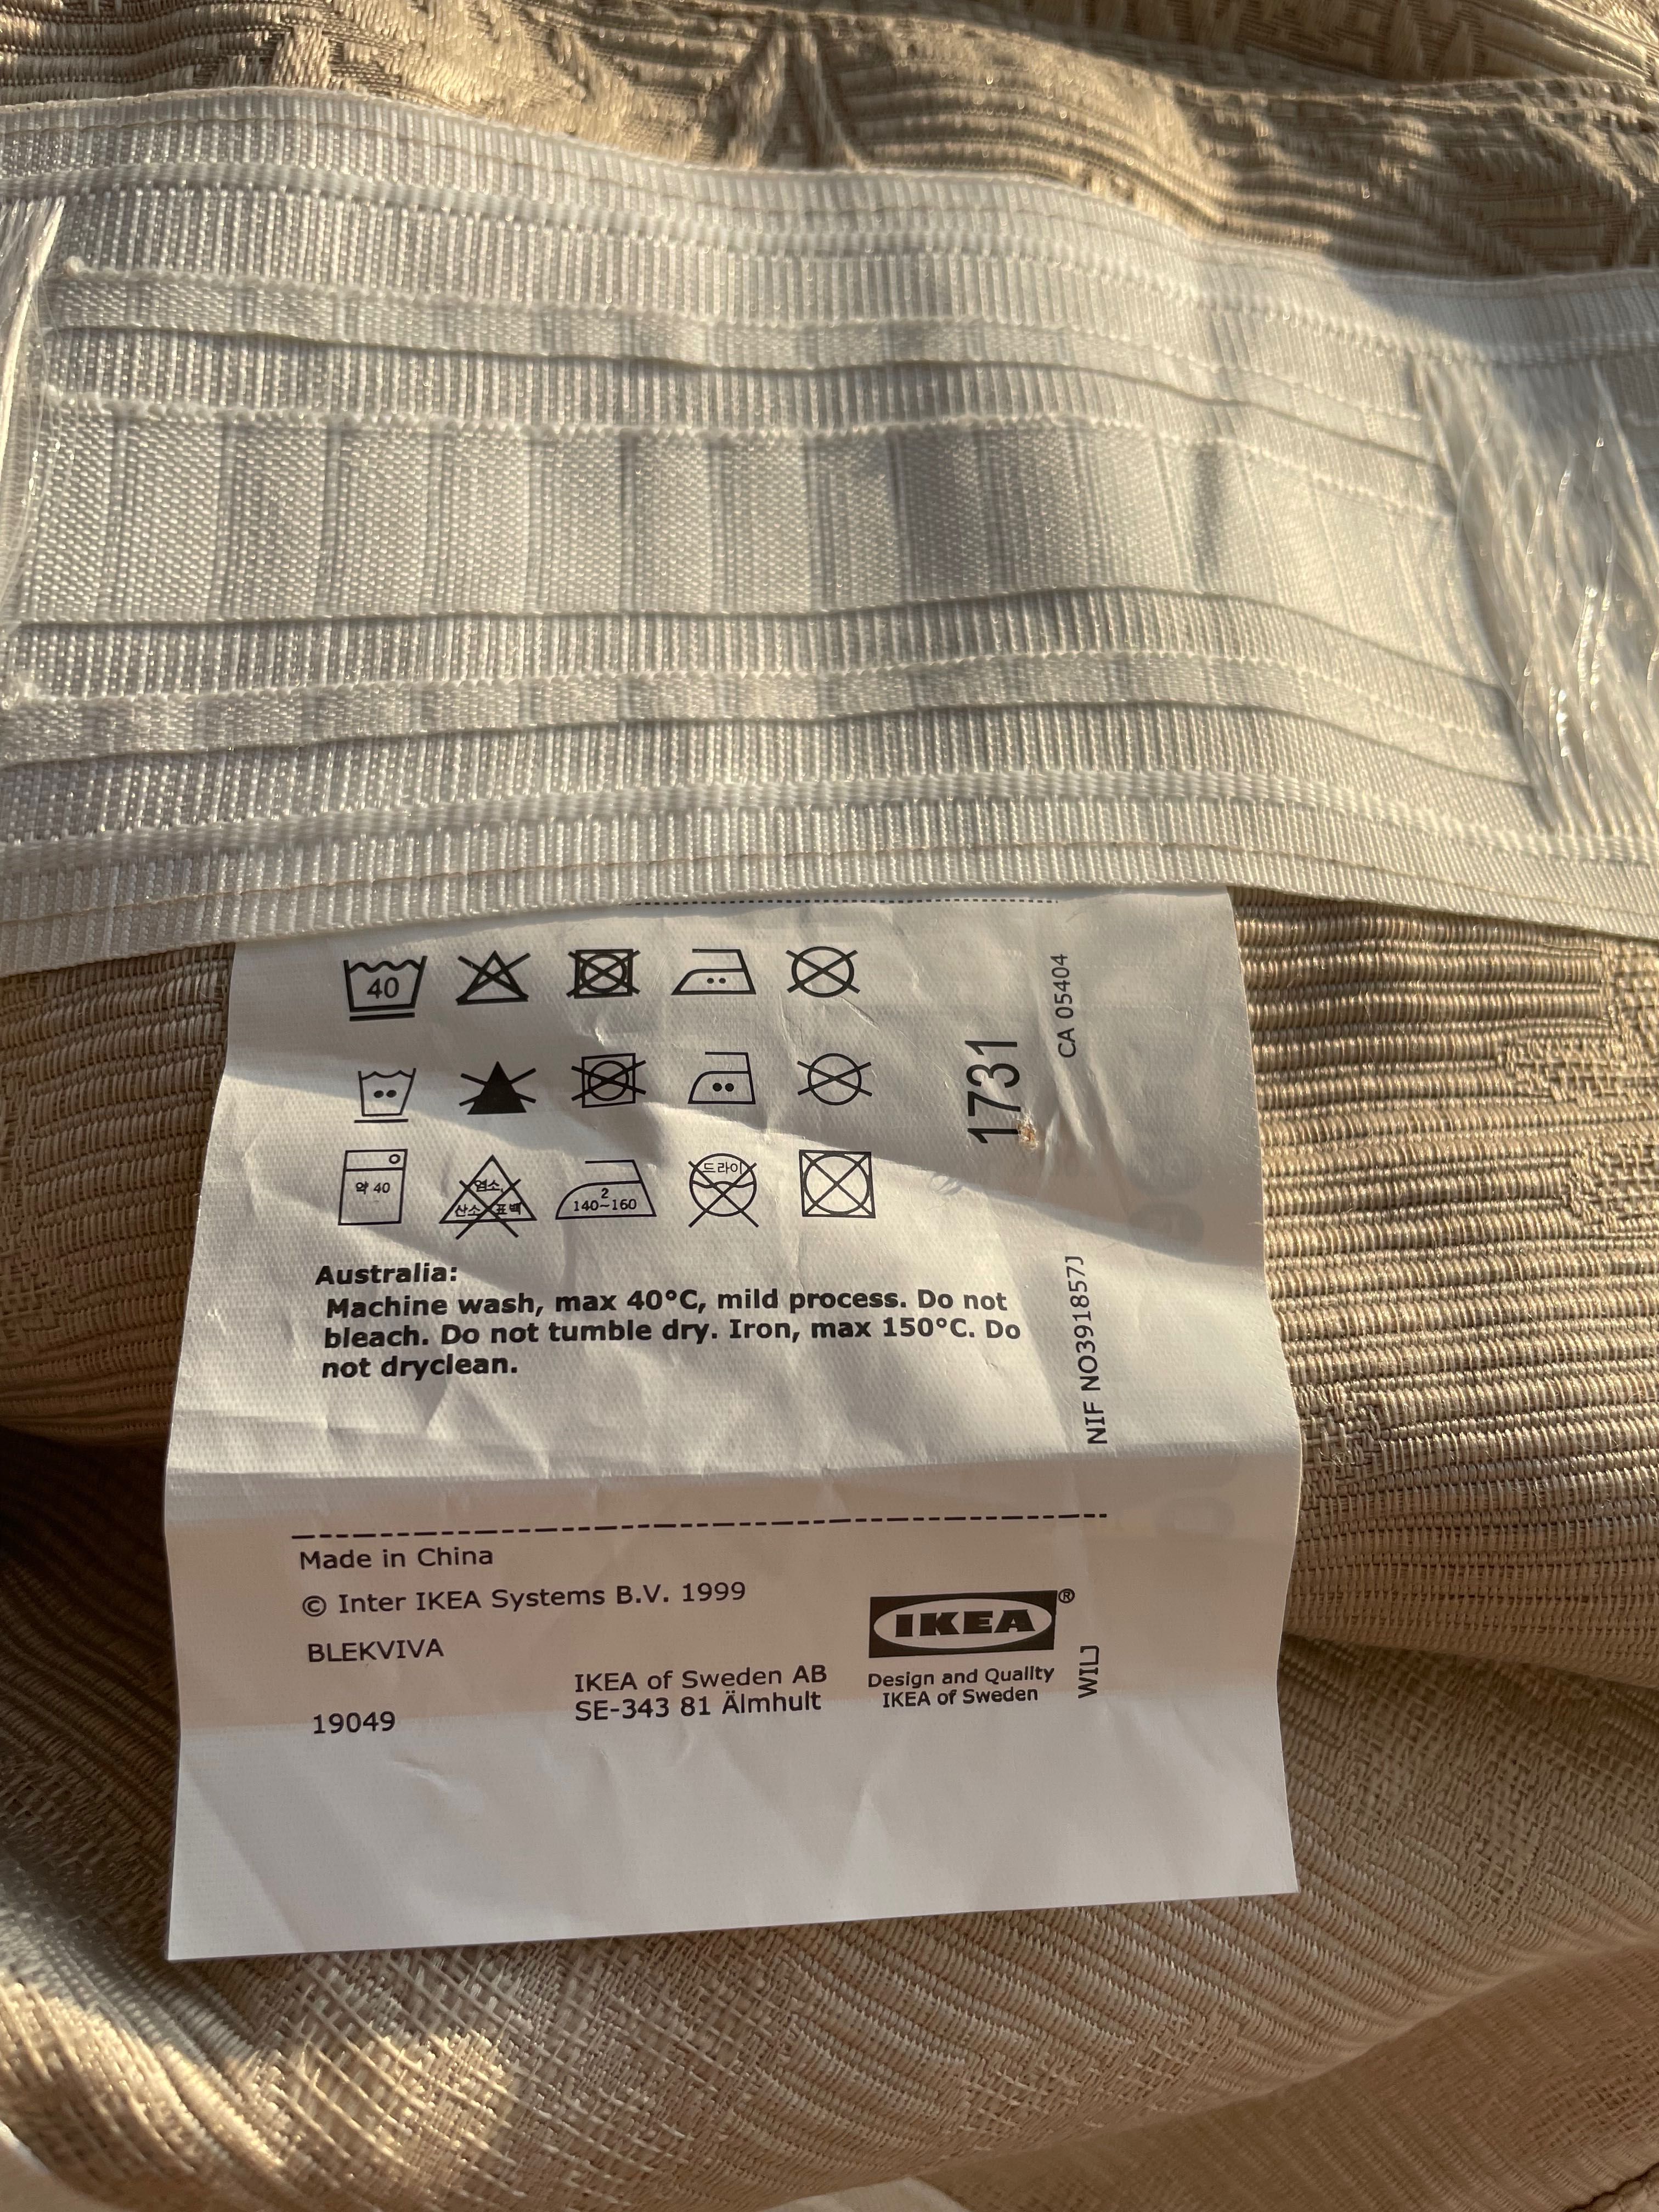 40
약 40
염소,
산소 표백
2
140~160
드라이
1731
CA 05404
Australia:
Machine wash, max 40°C, mild process. Do not
bleach. Do not tumble dry. Iron, max 150°C. Do
not dryclean.
NIF NO391857J
Made in China
© Inter IKEA Systems B.V. 1999
BLEKVIVA
19049
IKEA of Sweden AB
SE-343 81 Älmhult
IKEA®
Design and Quality
IKEA of Sweden
WILJ